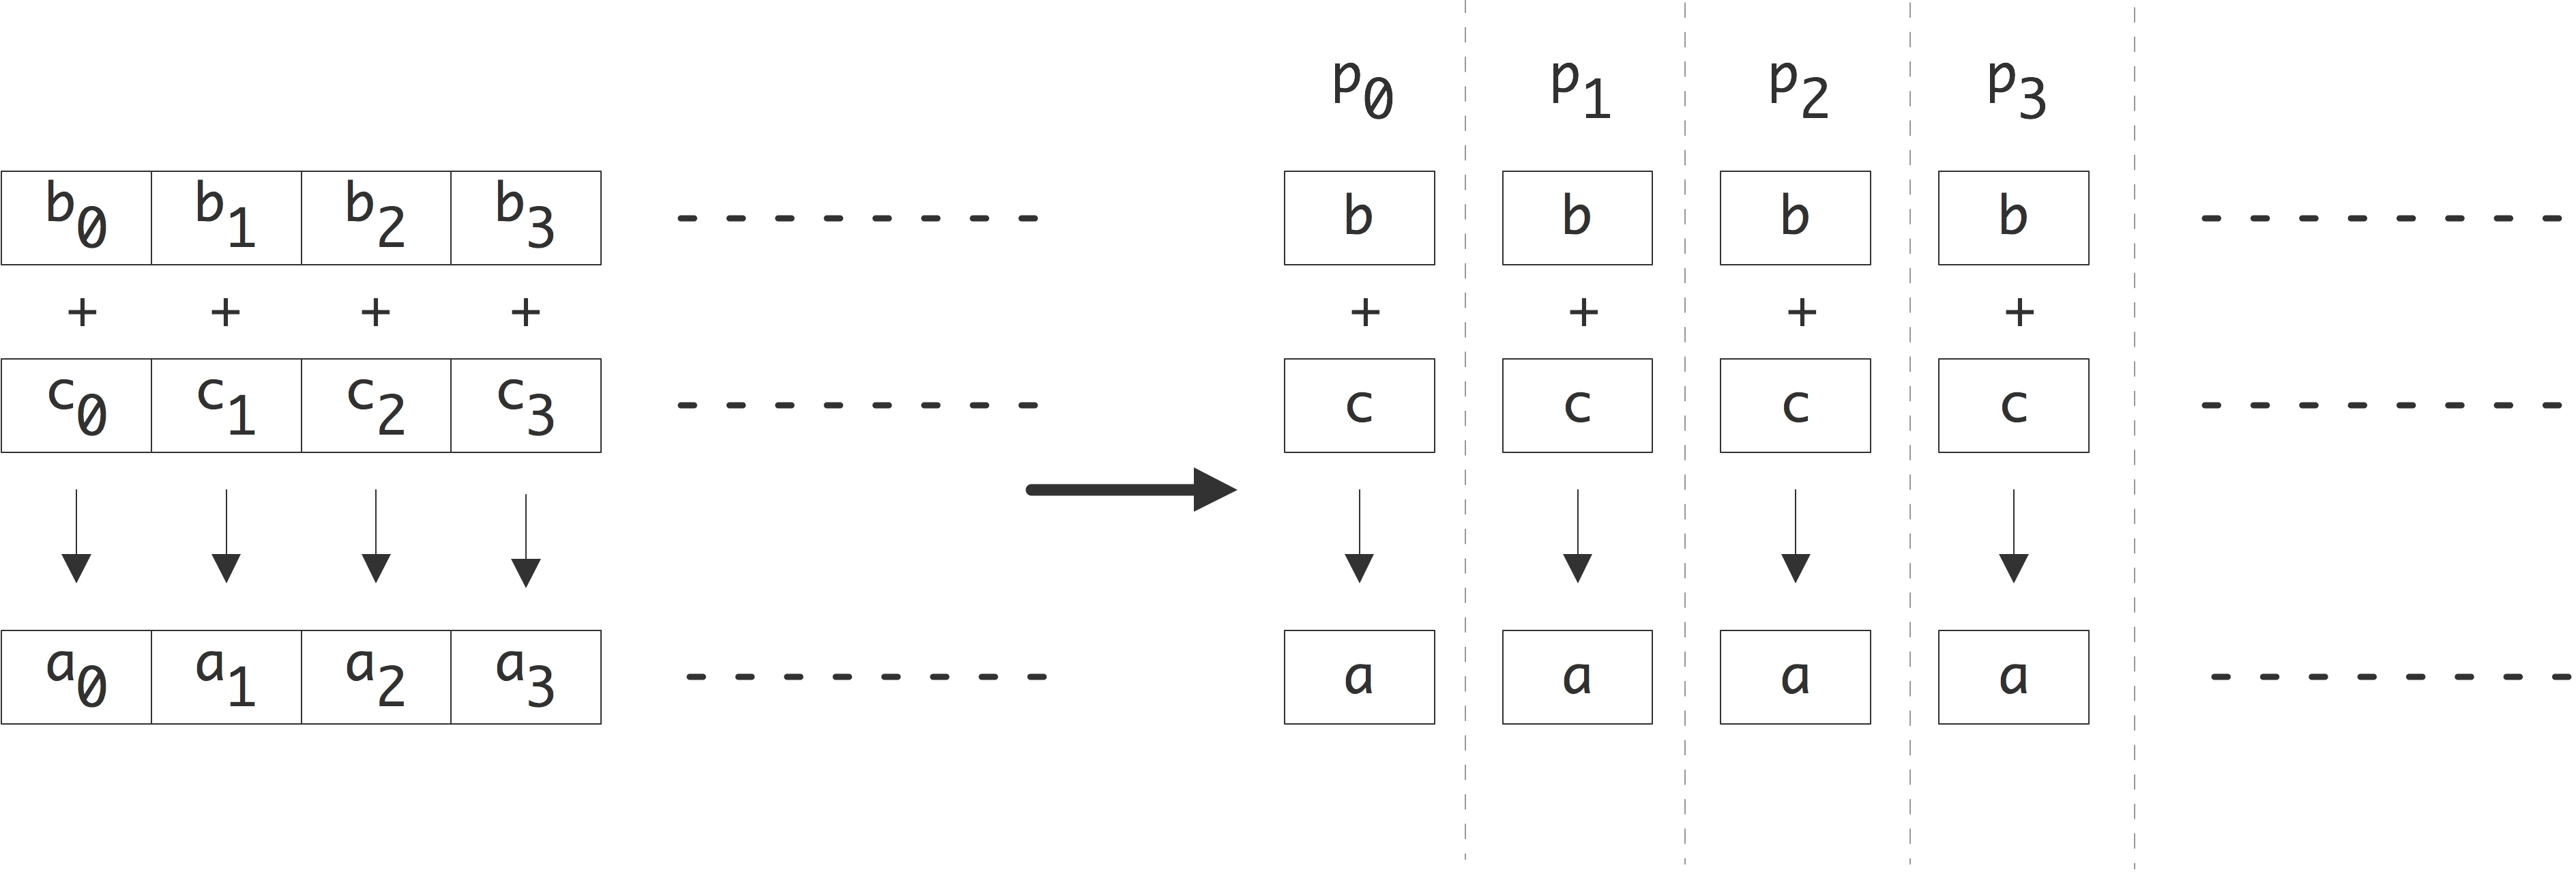 p0 p1 p2 p3
b0 b1 b2 b3 b b b b
+ + + + + + + +
c0 c1 c2 c3 c c c c
a0 a1 a2 a3 a a a a